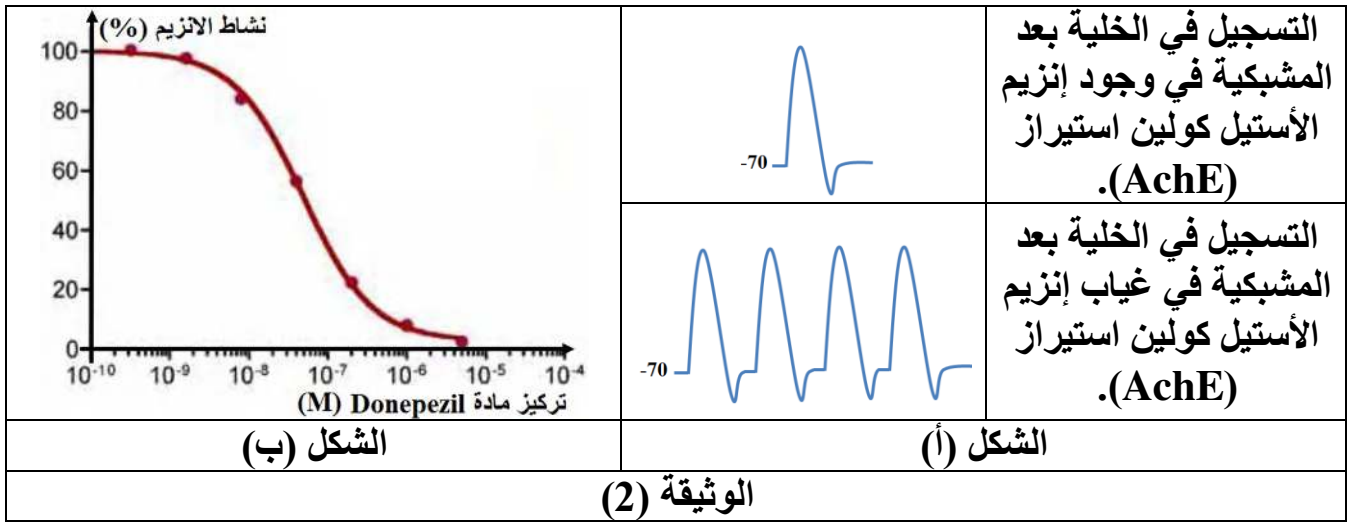 التسجيل في الخلية بعد
المشبكية في وجود إنزيم
الأستيل كولين استيراز
(AchE).
-70
التسجيل في الخلية بعد
المشبكية في غياب إنزيم
الأستيل كولين استيراز
(AchE).
-70
الشكل (أ)
نشاط الانزيم (%)
100
80
60
40
20
0
10-10 10-9 10-8 10-7 10-6 10-5 10-4
تركيز مادة Donepezil (M)
الشكل (ب)
الوثيقة (2)